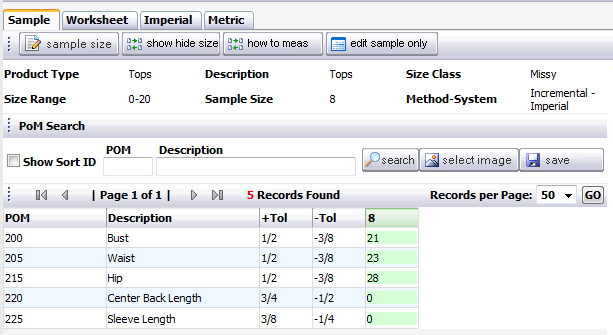 Sample Worksheet Imperial Metric
sample size show hide size how to meas edit sample only
Product Type Tops Description Tops Size Class Missy
Size Range 0-20 Sample Size 8 Method-System Incremental -
Imperial
PoM Search
POM Description
Show Sort ID search select image save
| Page 1 of 1 | 5 Records Found Records per Page: 50 GO
POM Description +Tol -Tol 8
200 Bust 1/2 -3/8 21
205 Waist 1/2 -3/8 23
215 Hip 1/2 -3/8 28
220 Center Back Length 3/4 -1/2 0
225 Sleeve Length 3/8 -1/4 0